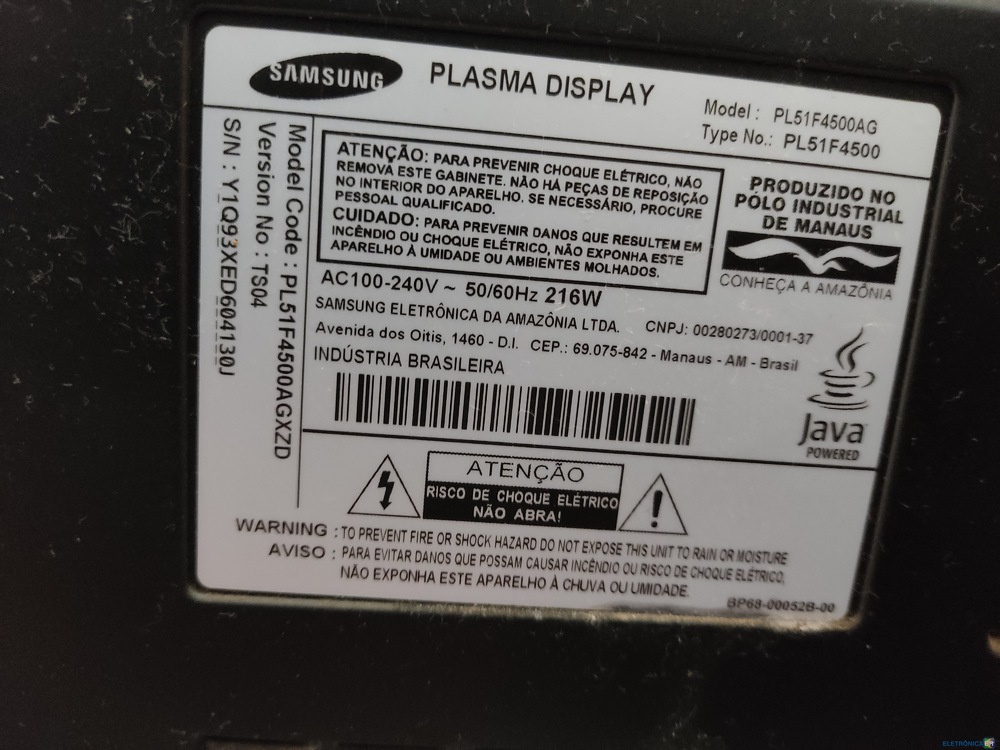 SAMSUNG
PLASMA DISPLAY
Model : PL51F4500AG
Type No.: PL51F4500
Model Code : PL51F4500AGXZD
Version No : TS04
S/N : Y1Q93XED604130J
ATENÇÃO: PARA PREVENIR CHOQUE ELÉTRICO, NÃO
REMOVA ESTE GABINETE. NÃO HÁ PEÇAS DE REPOSIÇÃO
NO INTERIOR DO APARELHO. SE NECESSÁRIO, PROCURE
PESSOAL QUALIFICADO.
CUIDADO: PARA PREVENIR DANOS QUE RESULTEM EM
INCÊNDIO OU CHOQUE ELÉTRICO, NÃO EXPONHA ESTE
APARELHO À UMIDADE OU AMBIENTES MOLHADOS.
PRODUZIDO NO
PÓLO INDUSTRIAL
DE MANAUS
CONHEÇA A AMAZÔNIA
AC100-240V ~ 50/60Hz 216W
SAMSUNG ELETRÔNICA DA AMAZÔNIA LTDA. CNPJ: 00280273/0001-37
Avenida dos Oitis, 1460 - D.I. CEP.: 69.075-842 - Manaus - AM - Brasil
INDÚSTRIA BRASILEIRA
Java
POWERED
ATENÇÃO
RISCO DE CHOQUE ELÉTRICO
NÃO ABRA!
WARNING : TO PREVENT FIRE OR SHOCK HAZARD DO NOT EXPOSE THIS UNIT TO RAIN OR MOISTURE
AVISO : PARA EVITAR DANOS QUE POSSAM CAUSAR INCÊNDIO OU RISCO DE CHOQUE ELÉTRICO,
NÃO EXPONHA ESTE APARELHO À CHUVA OU UMIDADE.
BP68-00052B-00
ELETRÔNICA BR